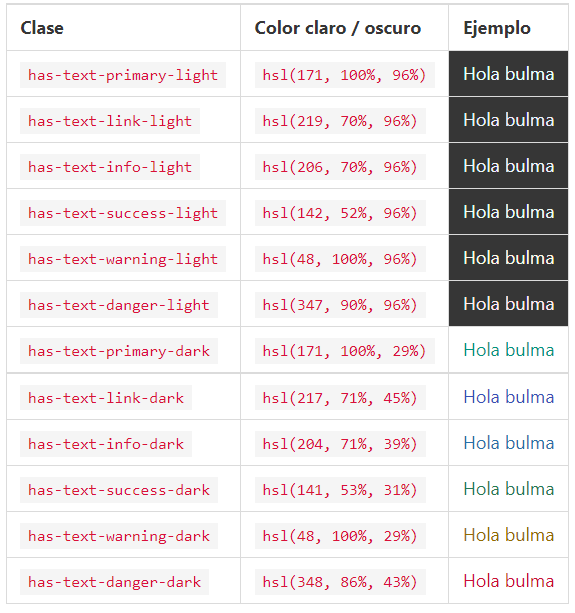 Clase Color claro / oscuro Ejemplo
has-text-primary-light hsl(171, 100%, 96%) Hola bulma
has-text-link-light hsl(219, 70%, 96%) Hola bulma
has-text-info-light hsl(206, 70%, 96%) Hola bulma
has-text-success-light hsl(142, 52%, 96%) Hola bulma
has-text-warning-light hsl(48, 100%, 96%) Hola bulma
has-text-danger-light hsl(347, 90%, 96%) Hola bulma
has-text-primary-dark hsl(171, 100%, 29%) Hola bulma
has-text-link-dark hsl(217, 71%, 45%) Hola bulma
has-text-info-dark hsl(204, 71%, 39%) Hola bulma
has-text-success-dark hsl(141, 53%, 31%) Hola bulma
has-text-warning-dark hsl(48, 100%, 29%) Hola bulma
has-text-danger-dark hsl(348, 86%, 43%) Hola bulma